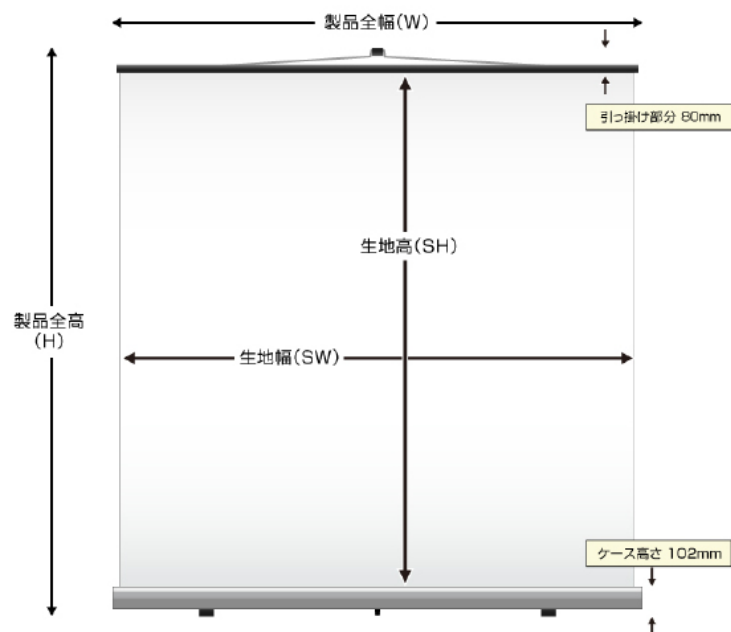 製品全幅(W)
引っ掛け部分 80mm
生地高(SH)
製品全高
(H)
生地幅(SW)
ケース高さ 102mm